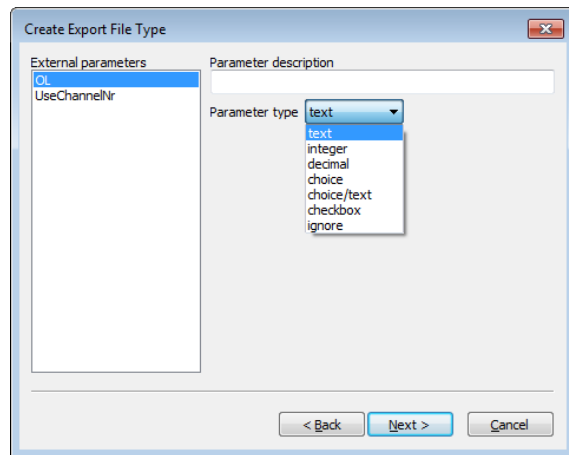 Create Export File Type
External parameters
OL
UseChannelNr
Parameter description
Parameter type text
text
integer
decimal
choice
choice/text
checkbox
ignore
< Back
Next >
Cancel